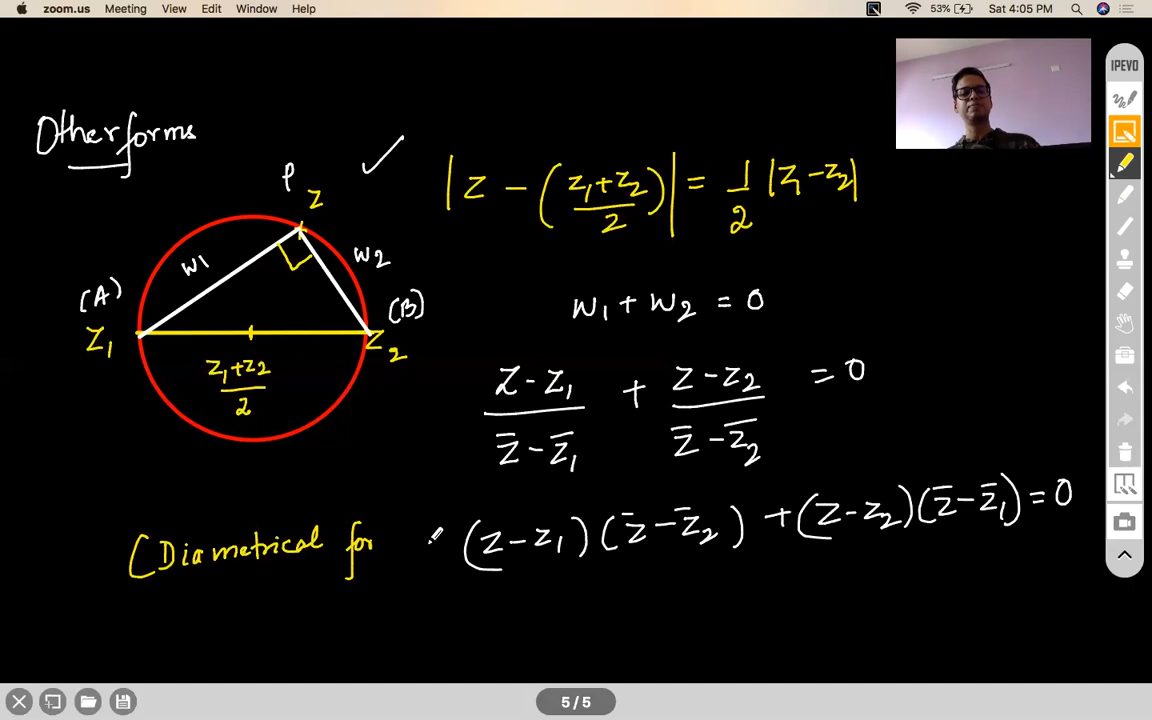 zoom.us Meeting View Edit Window Help 53% Sat 4:05 PM
IPEVO
Other forms
P
z
w1
w2
(A)
(B)
z₁
z₂
z₁+z₂
2
|z − (z₁+z₂/2)| = 1/2 |z₁−z₂|
w₁ + w₂ = 0
z−z₁/z̄−z̄₁ + z−z₂/z̄−z̄₂ = 0
(z−z₁)(z̄−z̄₂) + (z−z₂)(z̄−z̄₁) = 0
(Diametrical for
5 / 5